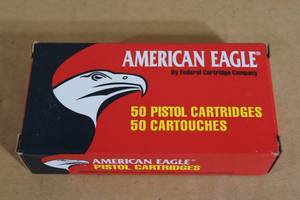 AMERICAN EAGLE®
By Federal Cartridge Company
50 PISTOL CARTRIDGES
50 CARTOUCHES
AMERICAN EAGLE®
PISTOL CARTRIDGES